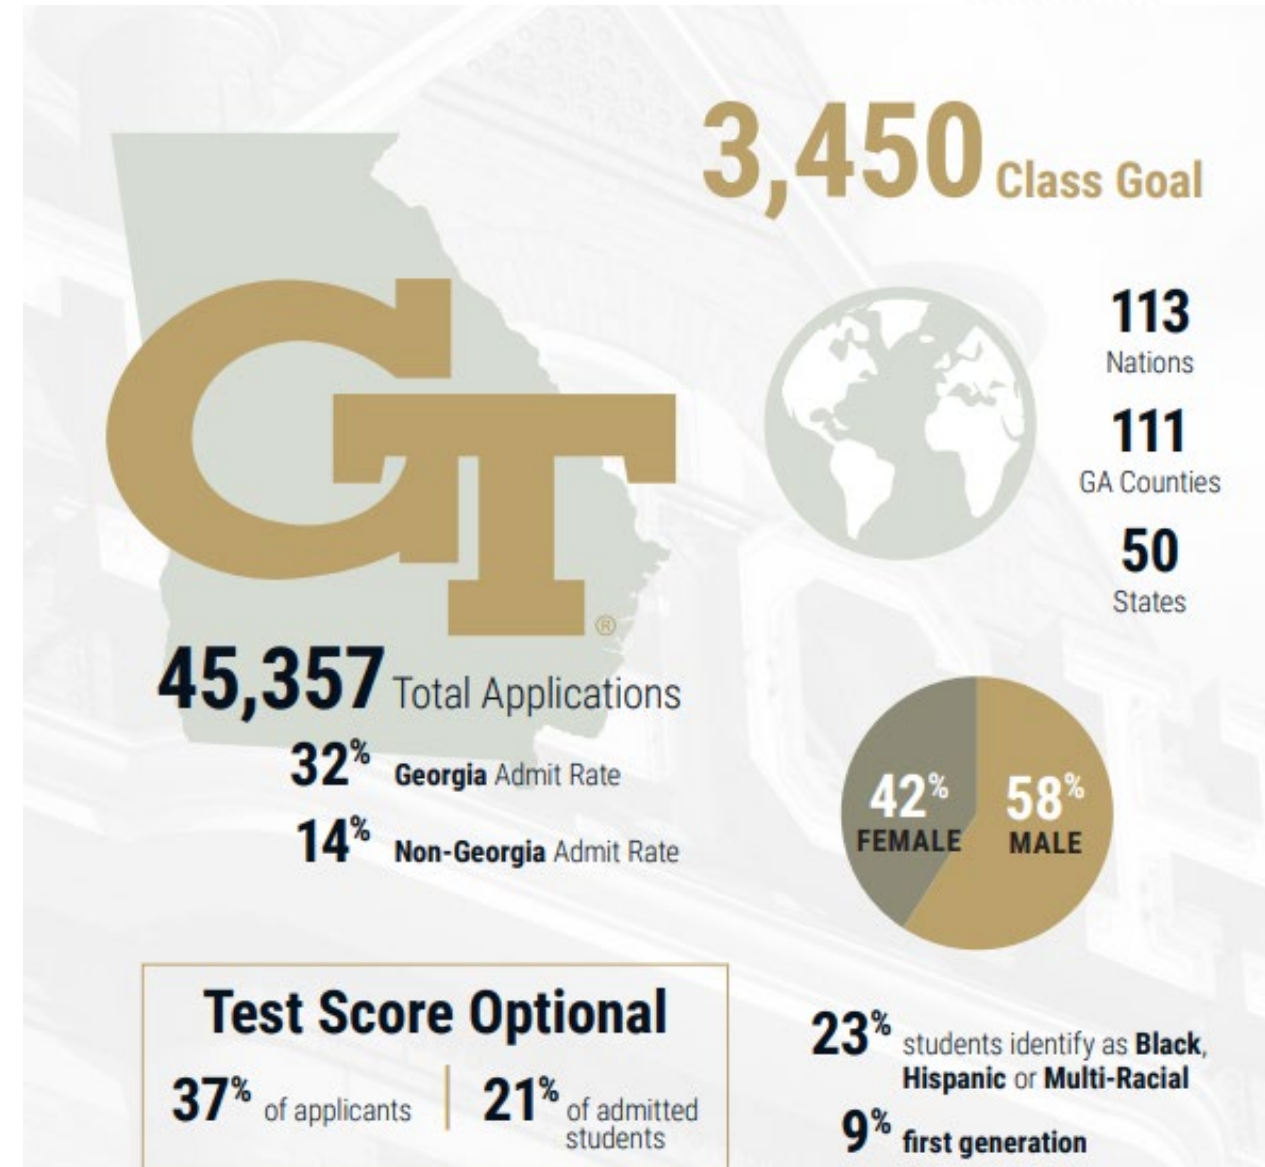 3,450 Class Goal
GT
®
113
Nations
111
GA Counties
50
States
45,357 Total Applications
32% Georgia Admit Rate
14% Non-Georgia Admit Rate
42%
FEMALE
58%
MALE
Test Score Optional
37% of applicants
21% of admitted
students
23% students identify as Black,
Hispanic or Multi-Racial
9% first generation